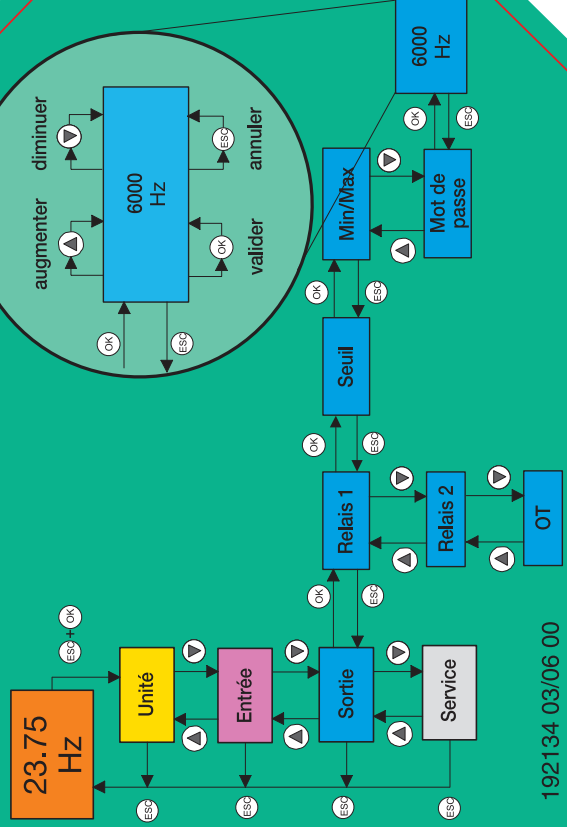 23.75
Hz
ESC + OK
Unité
Entrée
Sortie
Service
ESC
ESC
ESC
ESC
OK
ESC
Relais 1
Relais 2
OT
OK
ESC
Seuil
OK
ESC
Min/Max
Mot de
passe
OK
ESC
6000
Hz
OK
ESC
augmenter
diminuer
6000
Hz
OK
valider
ESC
annuler
192134 03/06 00